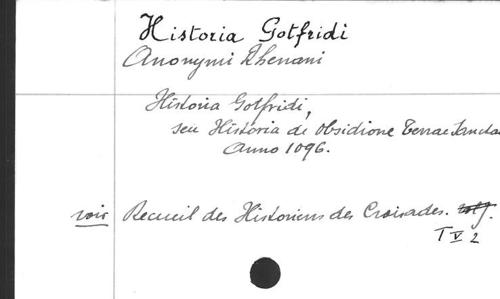 Historia Gotfridi
Anonymi Rhenani
Historia Gotfridi,
seu Historia de obsidione Terrae Sanctae
Anno 1096.
voir Recueil des Historiens des Croisades.
T V 2